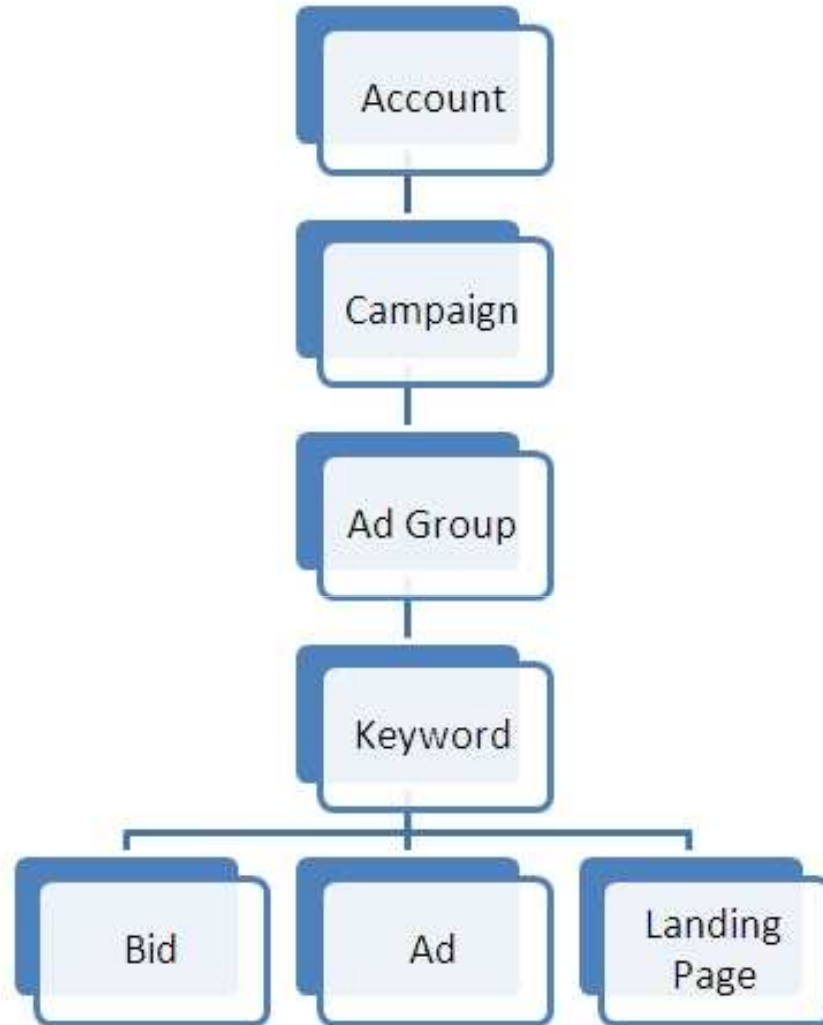 Account
Campaign
Ad Group
Keyword
Bid
Ad
Landing
Page